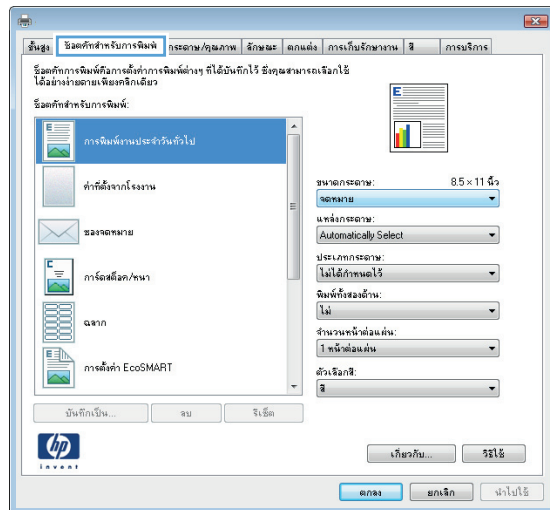 ขั้นสูง ช็อตคัทสำหรับการพิมพ์ กระดาษ/คุณภาพ ลักษณะ ตกแต่ง การเก็บรักษางาน สี การบริการ
ช็อตคัทการพิมพ์คือการตั้งค่าการพิมพ์ต่างๆ ที่ได้บันทึกไว้ ซึ่งคุณสามารถเลือกใช้
ได้อย่างง่ายดายเพียงคลิกเดียว
ช็อตคัทสำหรับการพิมพ์:
E
การพิมพ์งานประจำวันทั่วไป
ค่าที่ตั้งจากโรงงาน
ซองจดหมาย
C
การ์ดสต็อค/หนา
ฉลาก
E
การตั้งค่า EcoSMART
บันทึกเป็น... ลบ รีเซ็ต
E
ขนาดกระดาษ: 8.5 × 11 นิ้ว
จดหมาย
แหล่งกระดาษ:
Automatically Select
ประเภทกระดาษ:
ไม่ได้กำหนดไว้
พิมพ์ทั้งสองด้าน:
ไม่
จำนวนหน้าต่อแผ่น:
1 หน้าต่อแผ่น
ตัวเลือกสี:
สี
hp
invent
เกี่ยวกับ... วิธีใช้
ตกลง ยกเลิก นำไปใช้